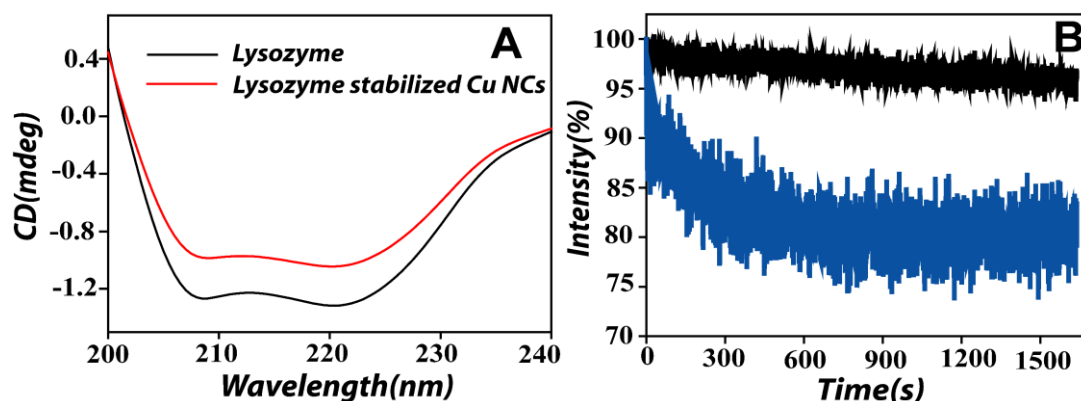 A
Lysozyme
Lysozyme stabilized Cu NCs
CD(mdeg)
0.4
0.0
-0.4
-0.8
-1.2
200 210 220 230 240
Wavelength(nm)
B
Intensity(%)
100
95
90
85
80
75
70
0 300 600 900 1200 1500
Time(s)